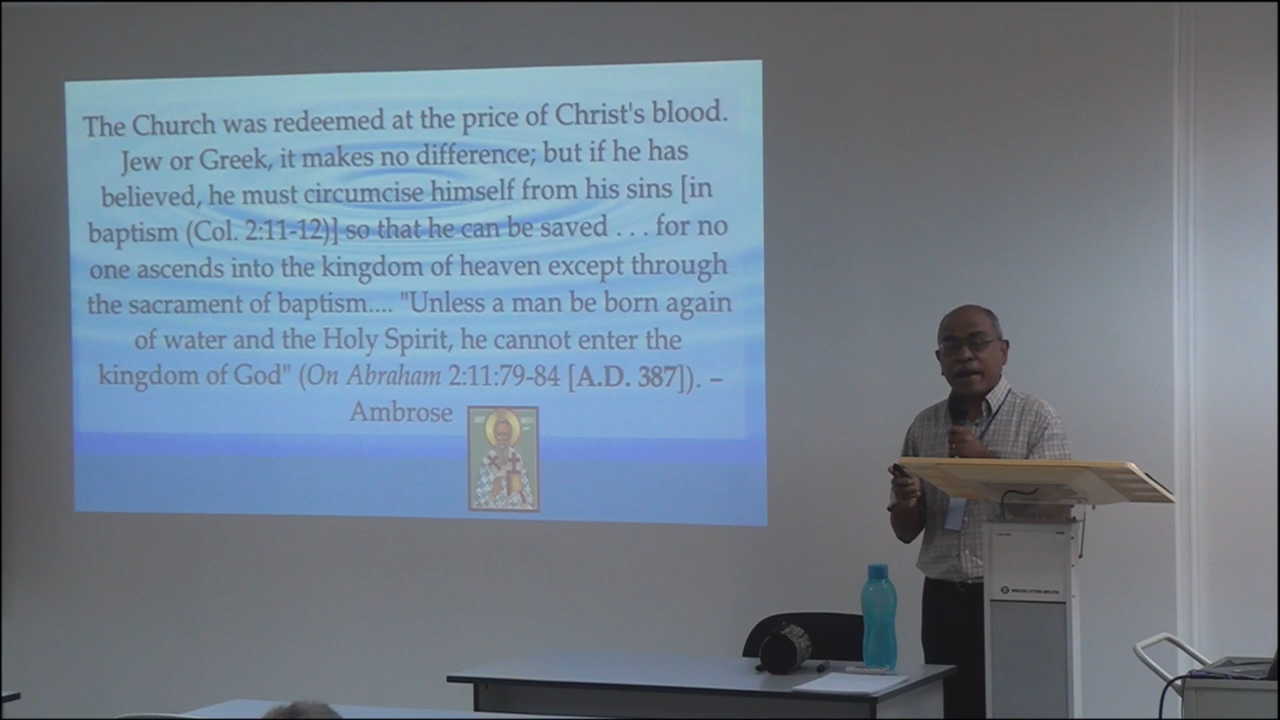 The Church was redeemed at the price of Christ's blood.
Jew or Greek, it makes no difference; but if he has
believed, he must circumcise himself from his sins [in
baptism (Col. 2:11-12)] so that he can be saved . . . for no
one ascends into the kingdom of heaven except through
the sacrament of baptism.... "Unless a man be born again
of water and the Holy Spirit, he cannot enter the
kingdom of God" (On Abraham 2:11:79-84 [A.D. 387]). –
Ambrose